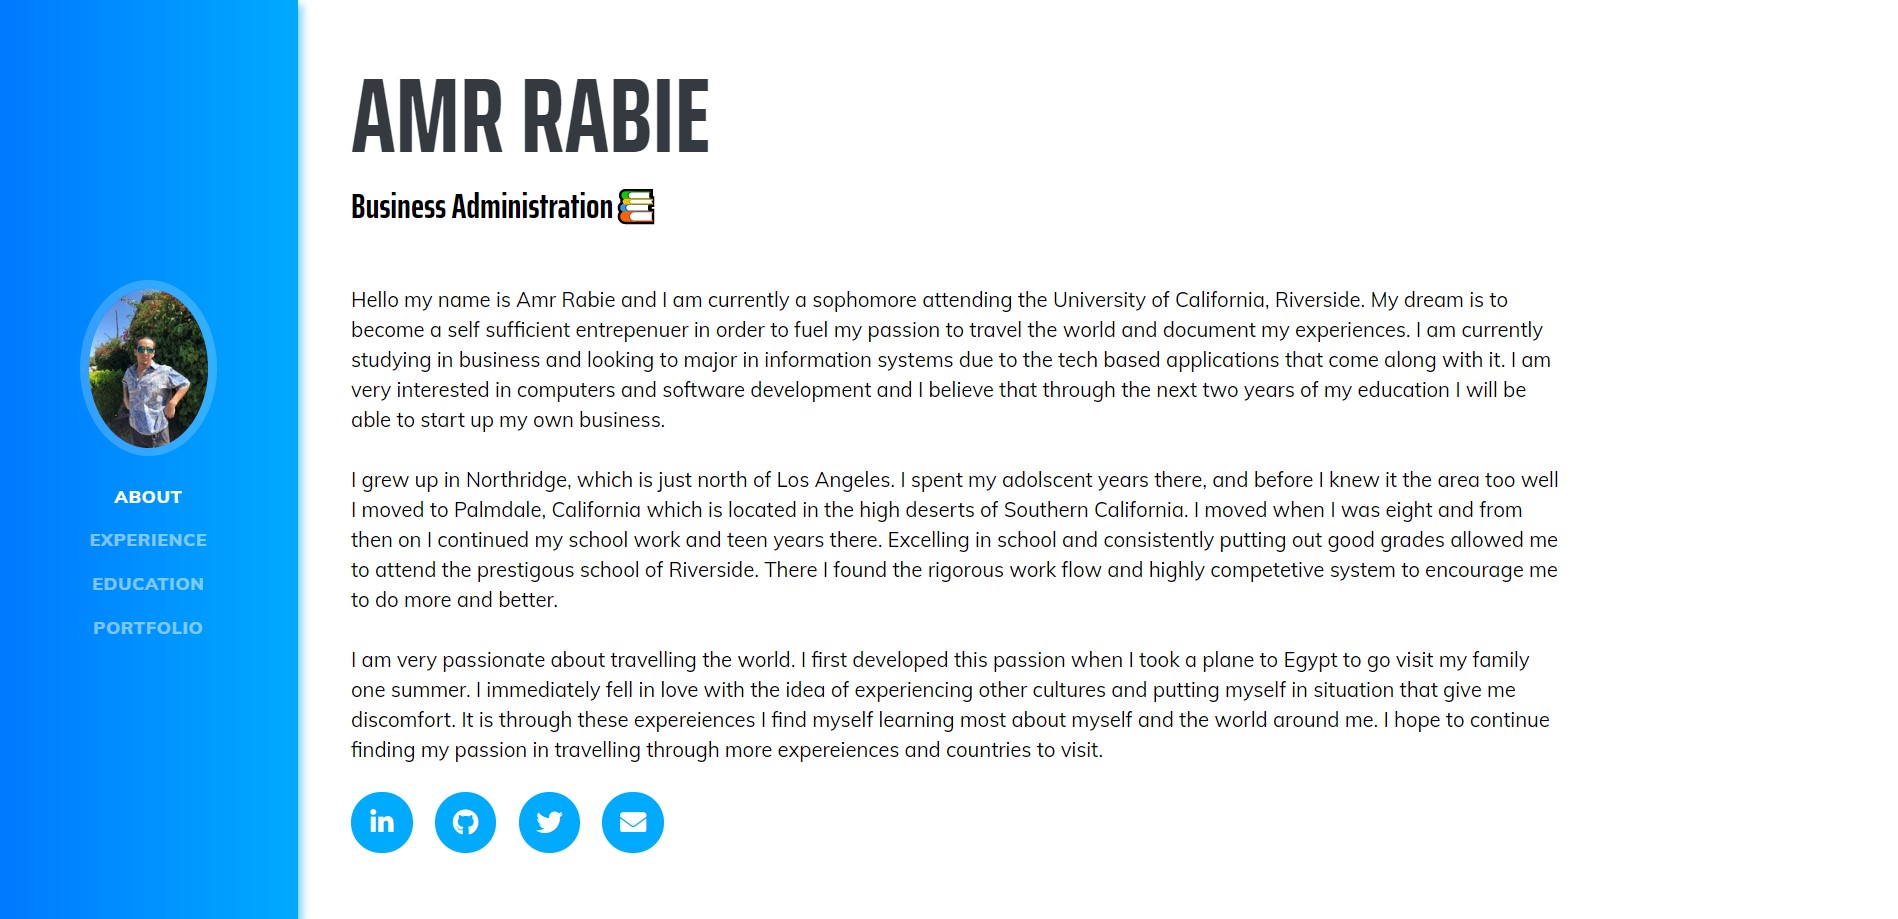 AMR RABIE
Business Administration
Hello my name is Amr Rabie and I am currently a sophomore attending the University of California, Riverside. My dream is to
become a self sufficient entrepenuer in order to fuel my passion to travel the world and document my experiences. I am currently
studying in business and looking to major in information systems due to the tech based applications that come along with it. I am
very interested in computers and software development and I believe that through the next two years of my education I will be
able to start up my own business.
I grew up in Northridge, which is just north of Los Angeles. I spent my adolscent years there, and before I knew it the area too well
I moved to Palmdale, California which is located in the high deserts of Southern California. I moved when I was eight and from
then on I continued my school work and teen years there. Excelling in school and consistently putting out good grades allowed me
to attend the prestigous school of Riverside. There I found the rigorous work flow and highly competetive system to encourage me
to do more and better.
I am very passionate about travelling the world. I first developed this passion when I took a plane to Egypt to go visit my family
one summer. I immediately fell in love with the idea of experiencing other cultures and putting myself in situation that give me
discomfort. It is through these expereiences I find myself learning most about myself and the world around me. I hope to continue
finding my passion in travelling through more expereiences and countries to visit.
in
ABOUT
EXPERIENCE
EDUCATION
PORTFOLIO